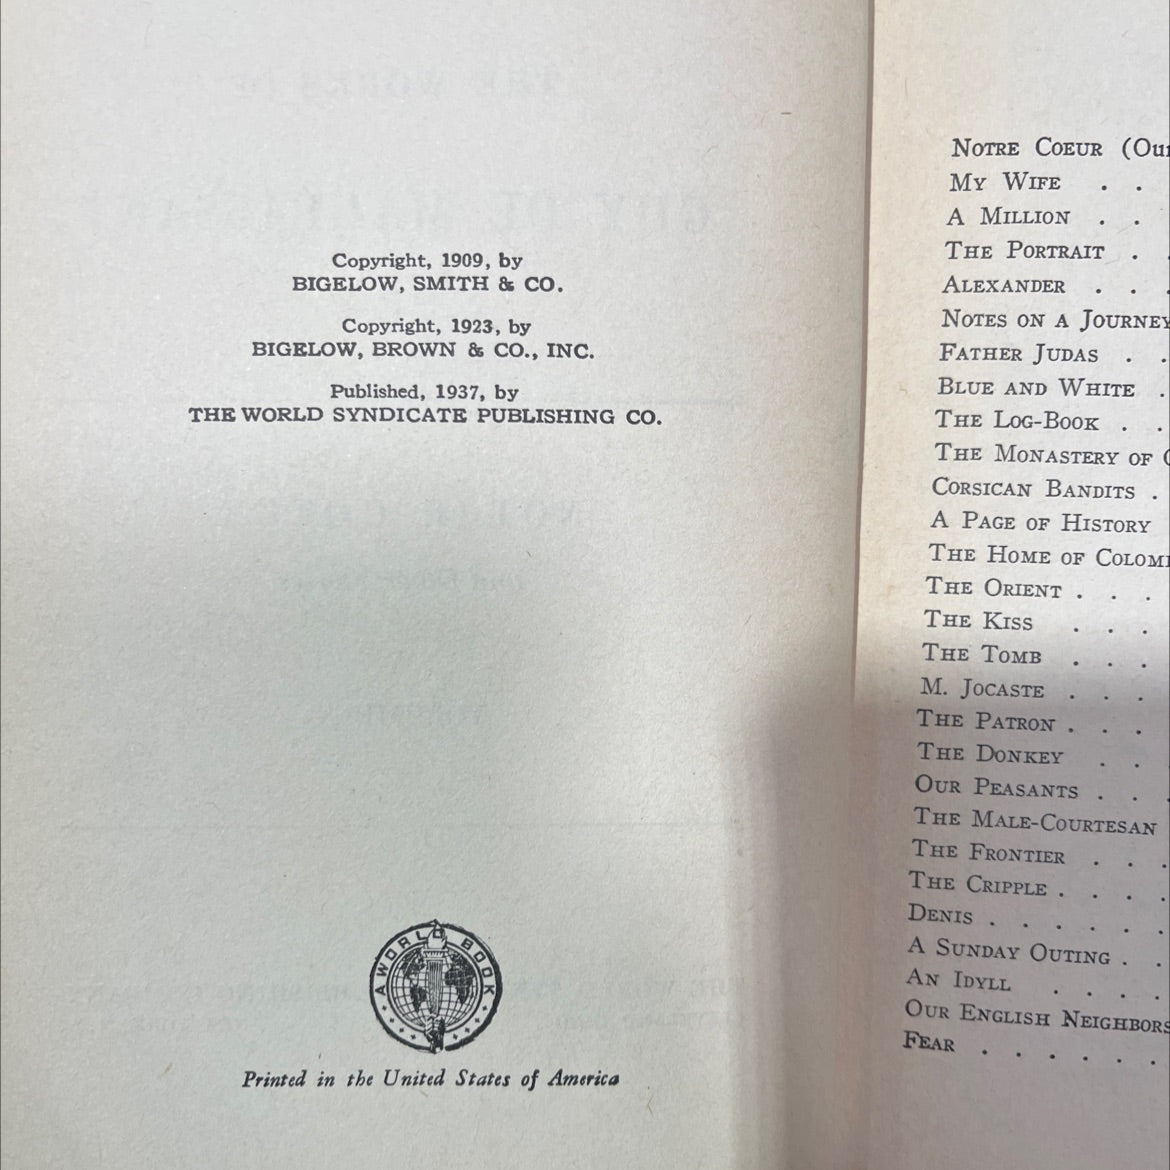 Copyright, 1909, by
BIGELOW, SMITH & CO.
Copyright, 1923, by
BIGELOW, BROWN & CO., INC.
Published, 1937, by
THE WORLD SYNDICATE PUBLISHING CO.
A WORLD BOOK
Printed in the United States of America
NOTRE COEUR (Our
MY WIFE . .
A MILLION . .
THE PORTRAIT . .
ALEXANDER . . .
NOTES ON A JOURNEY
FATHER JUDAS . .
BLUE AND WHITE .
THE LOG-BOOK . .
THE MONASTERY OF
CORSICAN BANDITS .
A PAGE OF HISTORY
THE HOME OF COLOM
THE ORIENT . . .
THE KISS . . .
THE TOMB . . .
M. JOCASTE . . .
THE PATRON . . .
THE DONKEY . . .
OUR PEASANTS . . .
THE MALE-COURTESAN
THE FRONTIER . . .
THE CRIPPLE . . . .
DENIS . . . . . .
A SUNDAY OUTING . .
AN IDYLL . . . .
OUR ENGLISH NEIGHBORS
FEAR . . . . . .